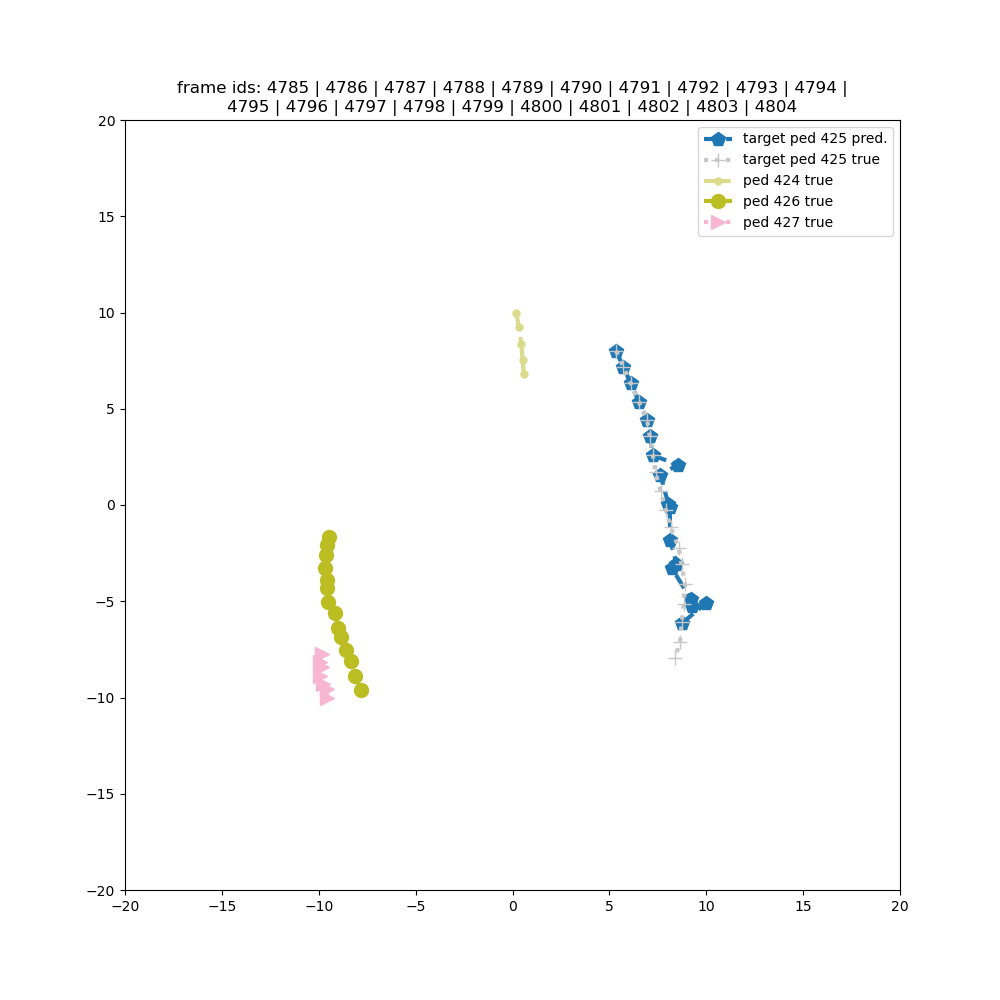 frame ids: 4785 | 4786 | 4787 | 4788 | 4789 | 4790 | 4791 | 4792 | 4793 | 4794 |
4795 | 4796 | 4797 | 4798 | 4799 | 4800 | 4801 | 4802 | 4803 | 4804
target ped 425 pred.
target ped 425 true
ped 424 true
ped 426 true
ped 427 true
20
15
10
5
0
−5
−10
−15
−20
−20 −15 −10 −5 0 5 10 15 20